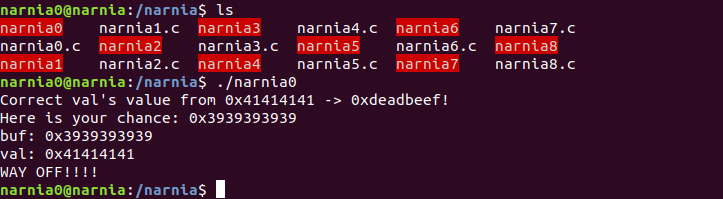 narnia0@narnia:/narnia$ ls
narnia0 narnia1.c narnia3 narnia4.c narnia6 narnia7.c
narnia0.c narnia2 narnia3.c narnia5 narnia6.c narnia8
narnia1 narnia2.c narnia4 narnia5.c narnia7 narnia8.c
narnia0@narnia:/narnia$ ./narnia0
Correct val's value from 0x41414141 -> 0xdeadbeef!
Here is your chance: 0x3939393939
buf: 0x3939393939
val: 0x41414141
WAY OFF!!!!
narnia0@narnia:/narnia$